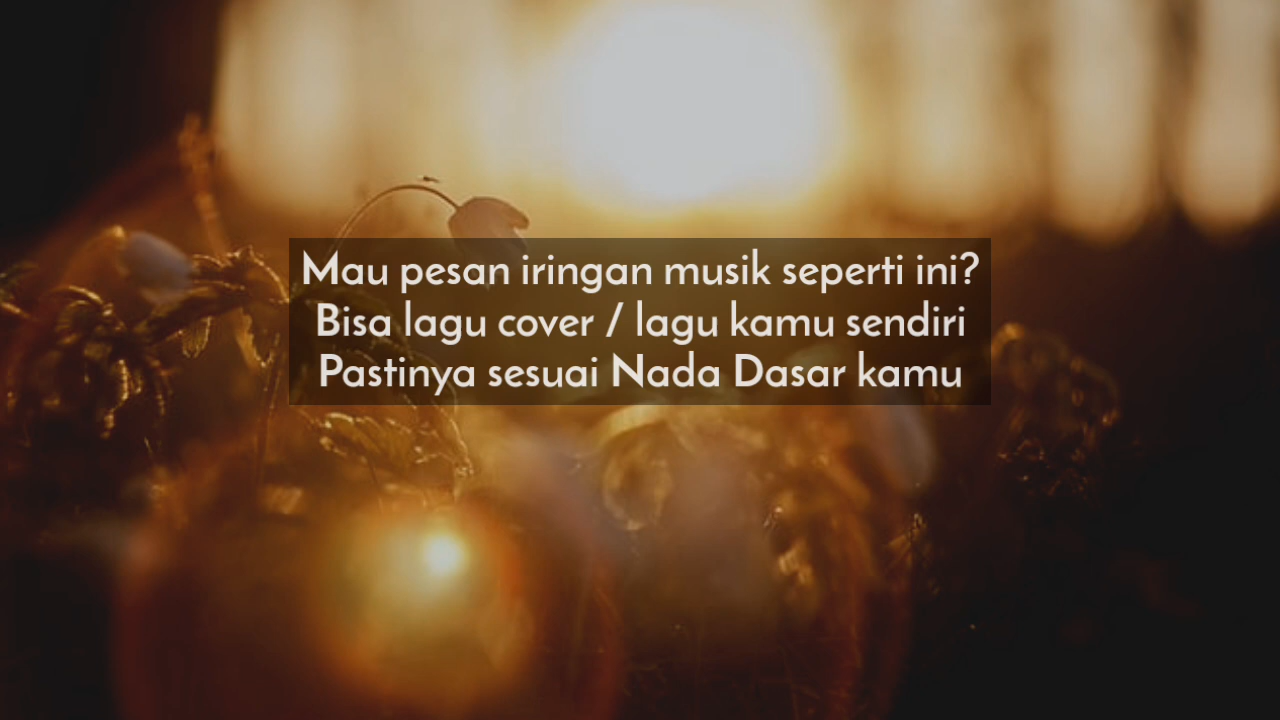 Mau pesan iringan musik seperti ini?
Bisa lagu cover / lagu kamu sendiri
Pastinya sesuai Nada Dasar kamu